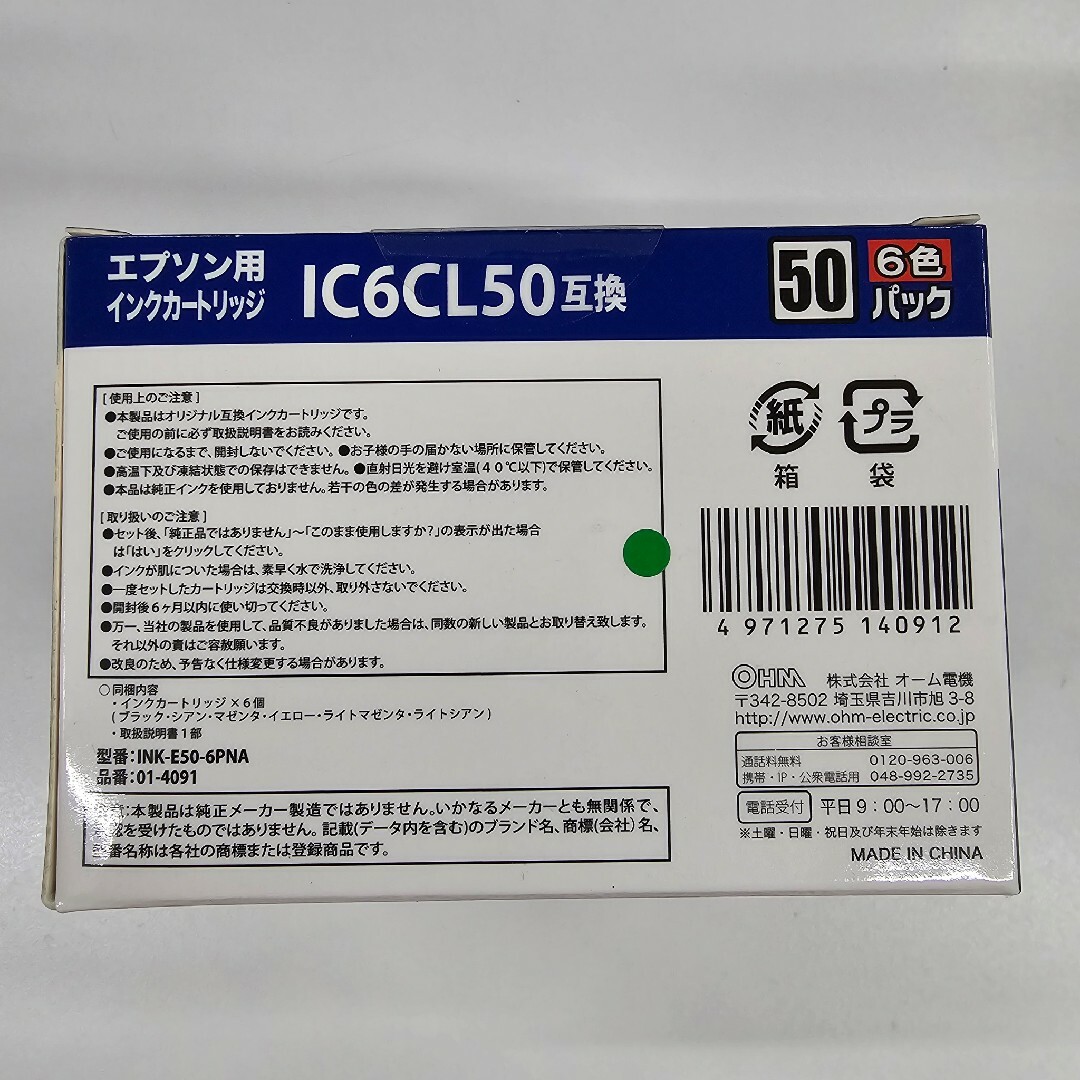 エプソン用
インクカートリッジ
IC6CL50互換
50
6色
パック
[使用上のご注意]
●本製品はオリジナル互換インクカートリッジです。
ご使用の前に必ず取扱説明書をお読みください。
●ご使用になるまで、開封しないでください。●お子様の手の届かない場所に保管してください。
●高温下及び凍結状態での保存はできません。●直射日光を避け室温(40℃以下)で保管してください。
●本品は純正インクを使用しておりません。若干の色の差が発生する場合があります。
[取り扱いのご注意]
●セット後、「純正品ではありません」～「このまま使用しますか?」の表示が出た場合
は「はい」をクリックしてください。
●インクが肌についた場合は、素早く水で洗浄してください。
●一度セットしたカートリッジは交換時以外、取り外さないでください。
●開封後6ヶ月以内に使い切ってください。
●万一、当社の製品を使用して、品質不良がありました場合は、同数の新しい製品とお取り替え致します。
それ以外の責はご容赦願います。
●改良のため、予告なく仕様変更する場合があります。
○同梱内容
・インクカートリッジ×6個
(ブラック・シアン・マゼンタ・イエロー・ライトマゼンタ・ライトシアン)
・取扱説明書1部
型番:INK-E50-6PNA
品番:01-4091
:本製品は純正メーカー製造ではありません。いかなるメーカーとも無関係で、
認を受けたものではありません。記載(データ内を含む)のブランド名、商標(会社)名、
番名称は各社の商標または登録商品です。
紙
箱
プラ
袋
4 971275 140912
OHM 株式会社 オーム電機
〒342-8502 埼玉県吉川市旭 3-8
http://www.ohm-electric.co.jp
お客様相談室
通話料無料 0120-963-006
携帯・IP・公衆電話用 048-992-2735
電話受付 平日9:00〜17:00
※土曜・日曜・祝日及び年末年始は除きます
MADE IN CHINA